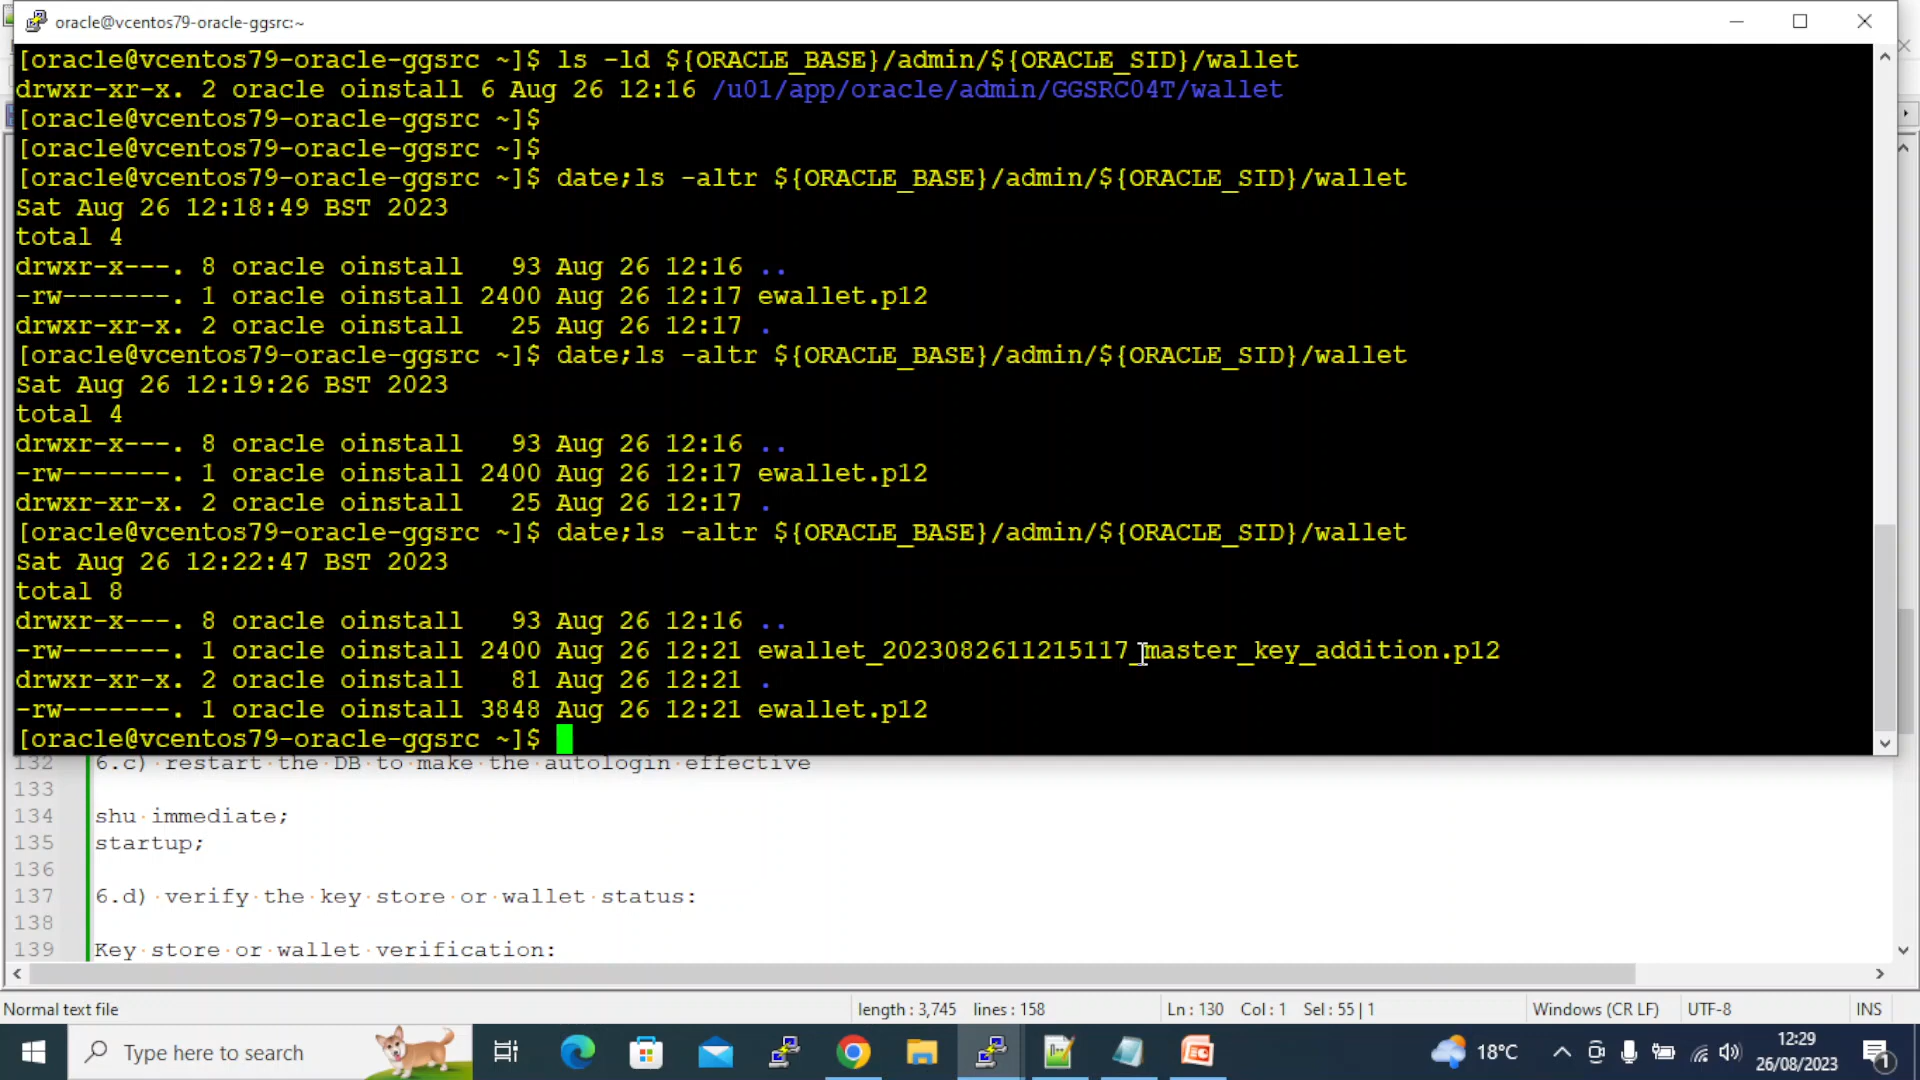 oracle@vcentos79-oracle-ggsrc:~
[oracle@vcentos79-oracle-ggsrc ~]$ ls -ld ${ORACLE_BASE}/admin/${ORACLE_SID}/wallet
drwxr-xr-x. 2 oracle oinstall 6 Aug 26 12:16 /u01/app/oracle/admin/GGSRC04T/wallet
[oracle@vcentos79-oracle-ggsrc ~]$
[oracle@vcentos79-oracle-ggsrc ~]$
[oracle@vcentos79-oracle-ggsrc ~]$ date;ls -altr ${ORACLE_BASE}/admin/${ORACLE_SID}/wallet
Sat Aug 26 12:18:49 BST 2023
total 4
drwxr-x---. 8 oracle oinstall   93 Aug 26 12:16 ..
-rw-------. 1 oracle oinstall 2400 Aug 26 12:17 ewallet.p12
drwxr-xr-x. 2 oracle oinstall   25 Aug 26 12:17 .
[oracle@vcentos79-oracle-ggsrc ~]$ date;ls -altr ${ORACLE_BASE}/admin/${ORACLE_SID}/wallet
Sat Aug 26 12:19:26 BST 2023
total 4
drwxr-x---. 8 oracle oinstall   93 Aug 26 12:16 ..
-rw-------. 1 oracle oinstall 2400 Aug 26 12:17 ewallet.p12
drwxr-xr-x. 2 oracle oinstall   25 Aug 26 12:17 .
[oracle@vcentos79-oracle-ggsrc ~]$ date;ls -altr ${ORACLE_BASE}/admin/${ORACLE_SID}/wallet
Sat Aug 26 12:22:47 BST 2023
total 8
drwxr-x---. 8 oracle oinstall   93 Aug 26 12:16 ..
-rw-------. 1 oracle oinstall 2400 Aug 26 12:21 ewallet_2023082611215117_master_key_addition.p12
drwxr-xr-x. 2 oracle oinstall   81 Aug 26 12:21 .
-rw-------. 1 oracle oinstall 3848 Aug 26 12:21 ewallet.p12
[oracle@vcentos79-oracle-ggsrc ~]$
132 6.c) restart the DB to make the autologin effective
133
134 shu immediate;
135 startup;
136
137 6.d) verify the key store or wallet status:
138
139 Key store or wallet verification:
Normal text file length : 3,745 lines : 158 Ln : 130 Col : 1 Sel : 55 | 1 Windows (CR LF) UTF-8 INS
Type here to search 18°C 12:29
26/08/2023 1